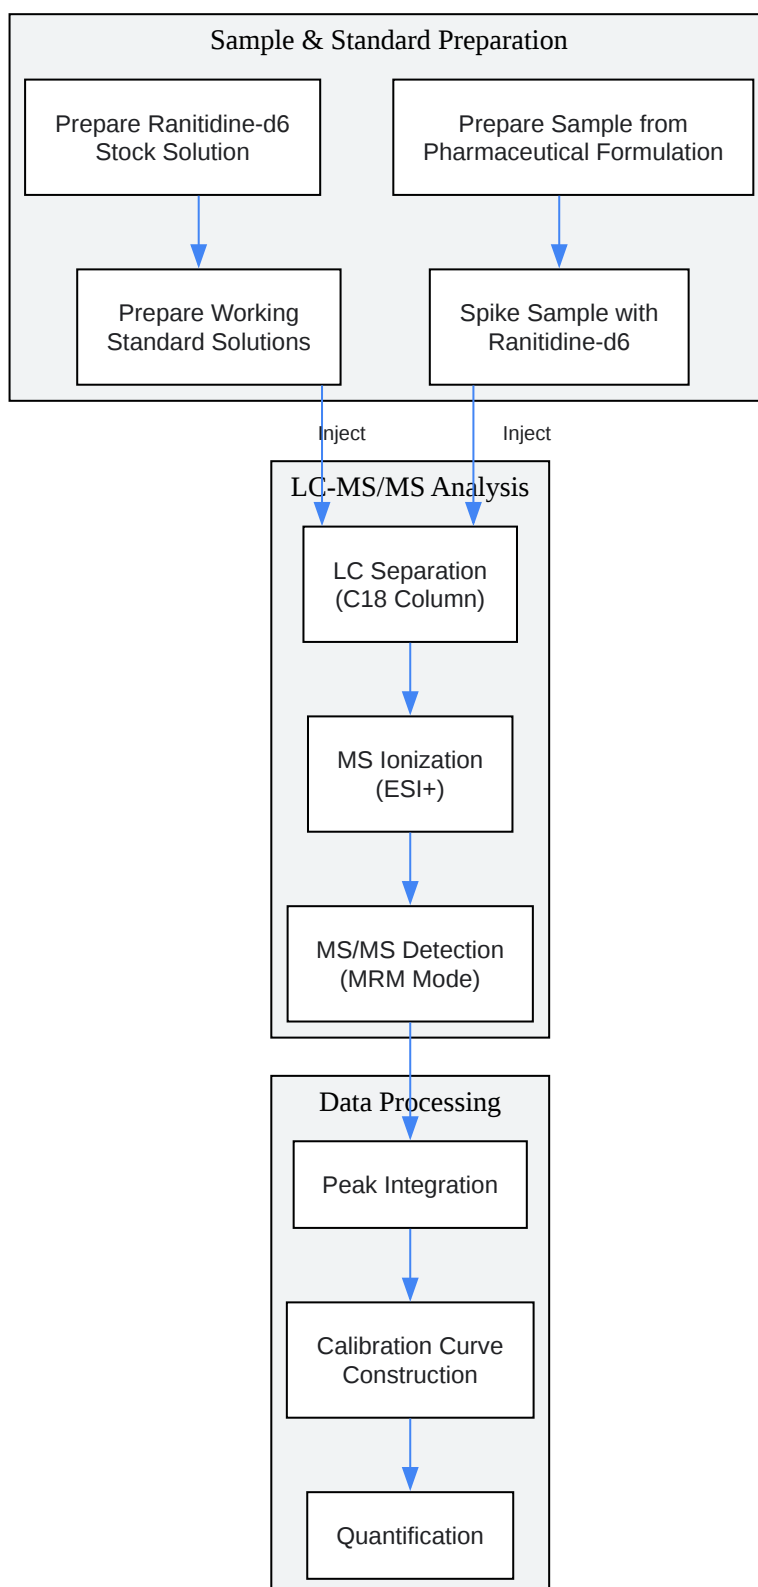 Sample & Standard Preparation
Prepare Ranitidine-d6
Stock Solution
Prepare Sample from
Pharmaceutical Formulation
Prepare Working
Standard Solutions
Spike Sample with
Ranitidine-d6
Inject
Inject
LC-MS/MS Analysis
LC Separation
(C18 Column)
MS Ionization
(ESI+)
MS/MS Detection
(MRM Mode)
Data Processing
Peak Integration
Calibration Curve
Construction
Quantification